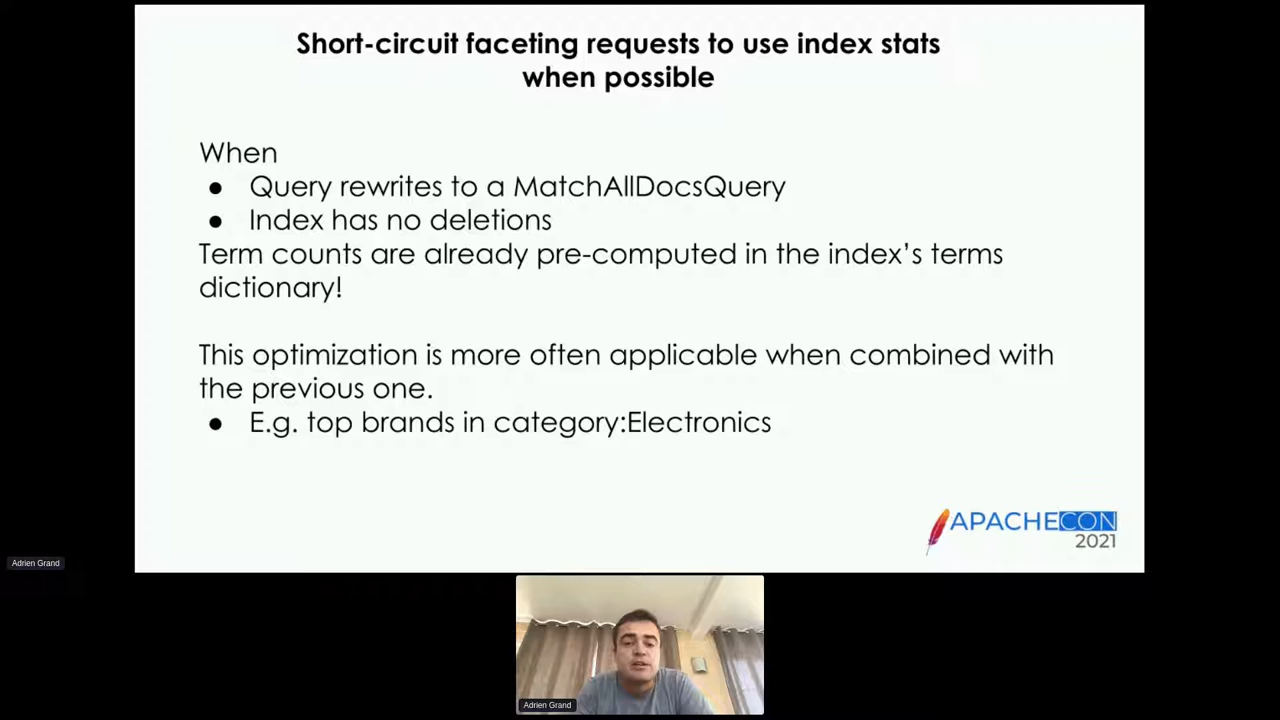 Short-circuit faceting requests to use index stats
when possible
When
● Query rewrites to a MatchAllDocsQuery
● Index has no deletions
Term counts are already pre-computed in the index’s terms
dictionary!
This optimization is more often applicable when combined with
the previous one.
● E.g. top brands in category:Electronics
APACHECON
2021
Adrien Grand
Adrien Grand